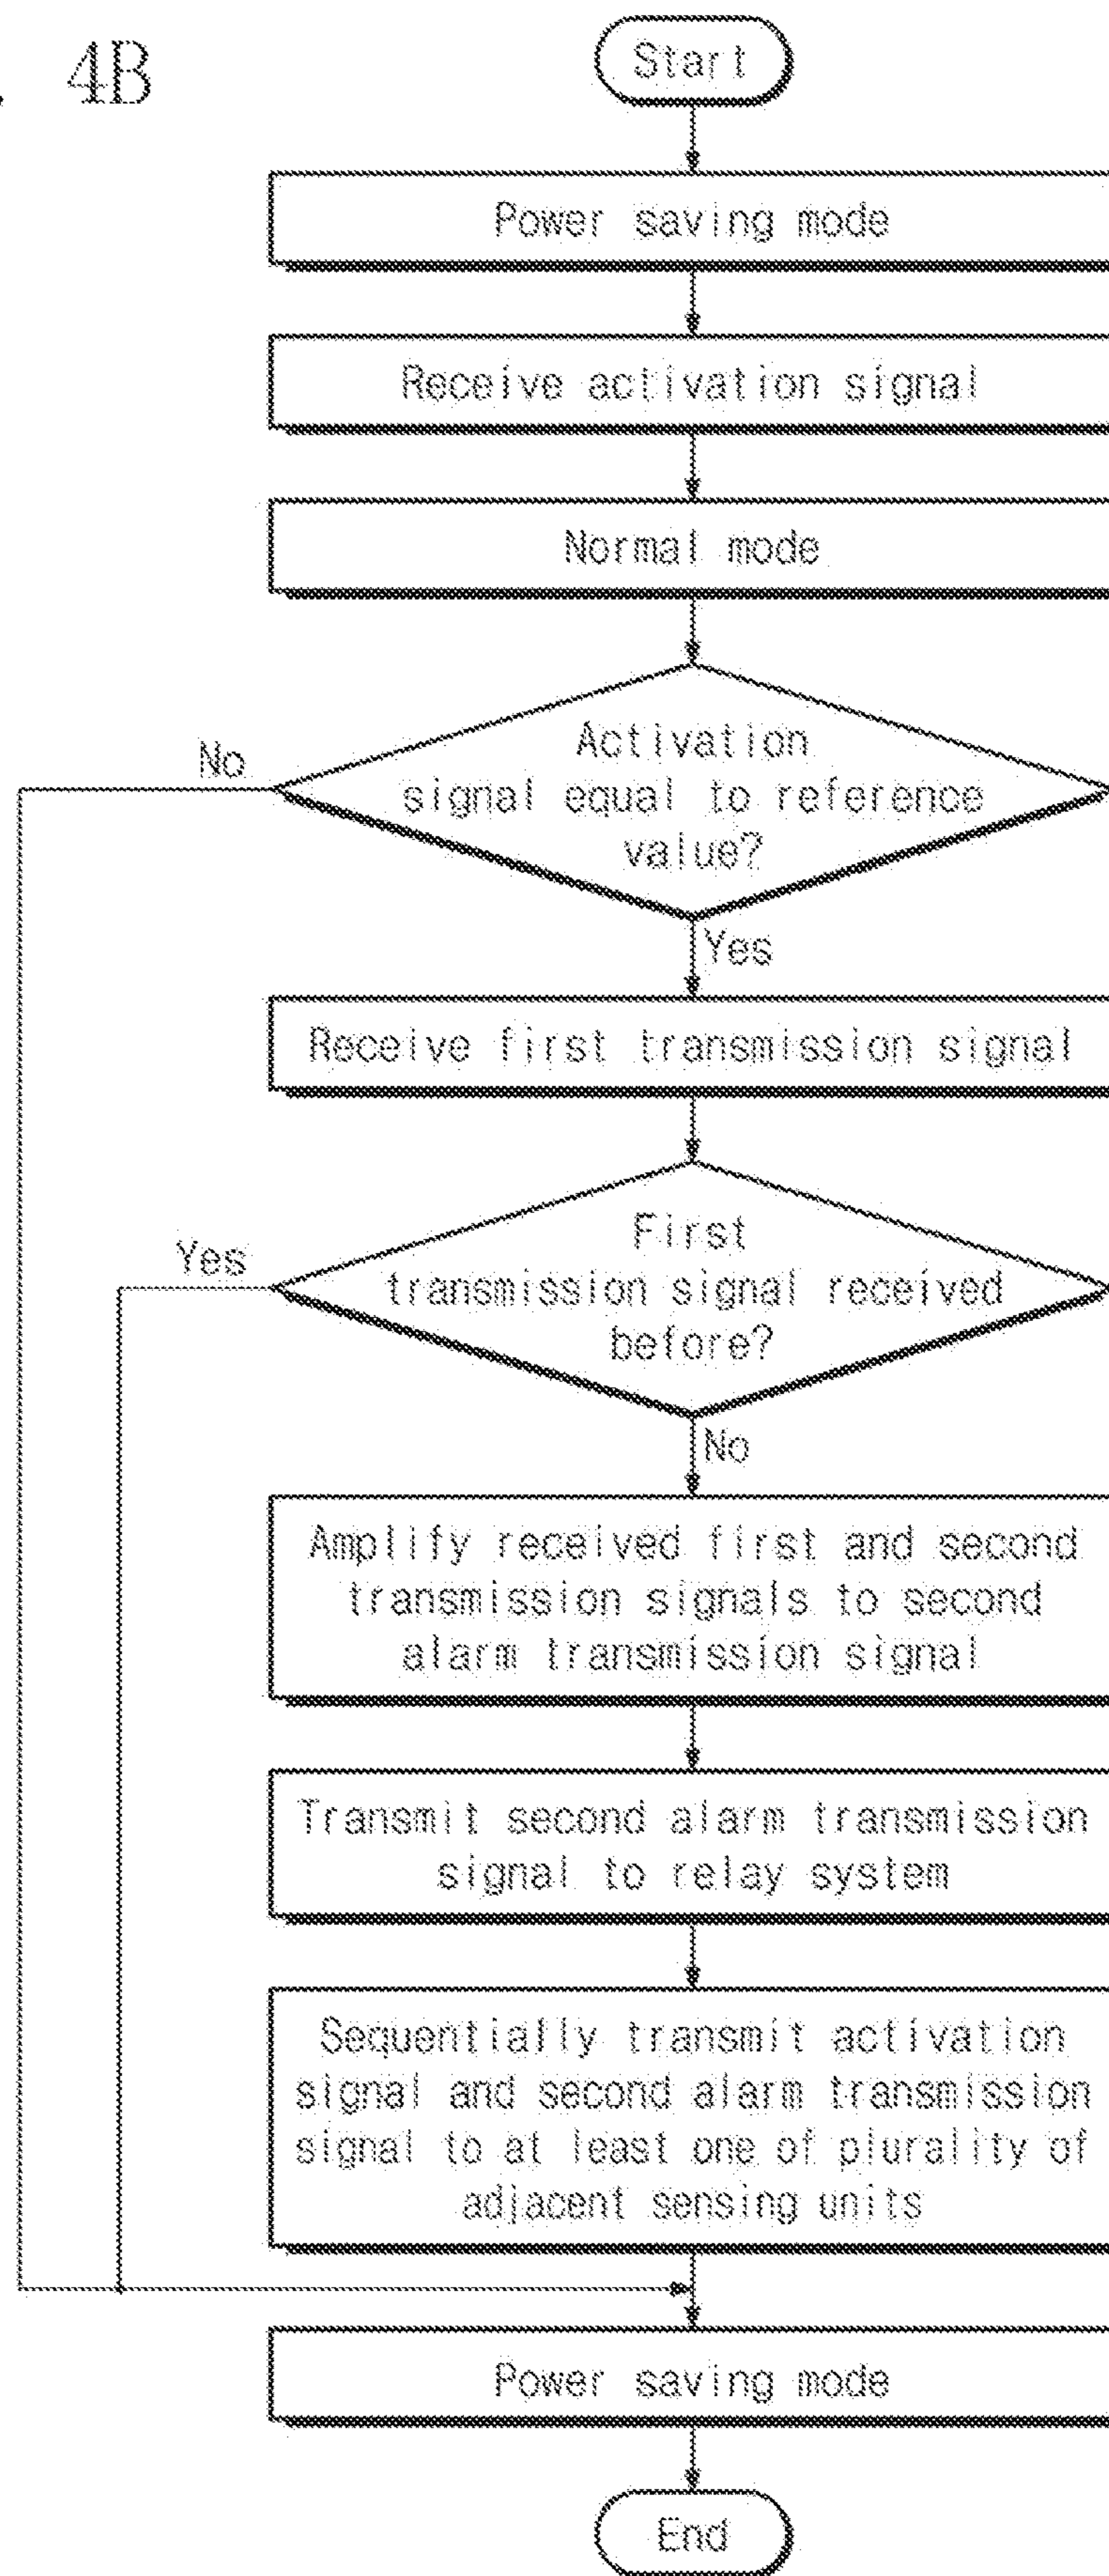 . 4B
Start
Power saving mode
Receive activation signal
Normal mode
Activation
signal equal to reference
value?
No
Yes
Receive first transmission signal
First
transmission signal received
before?
Yes
No
Amplify received first and second
transmission signals to second
alarm transmission signal
Transmit second alarm transmission
signal to relay system
Sequentially transmit activation
signal and second alarm transmission
signal to at least one of plurality of
adjacent sensing units
Power saving mode
End